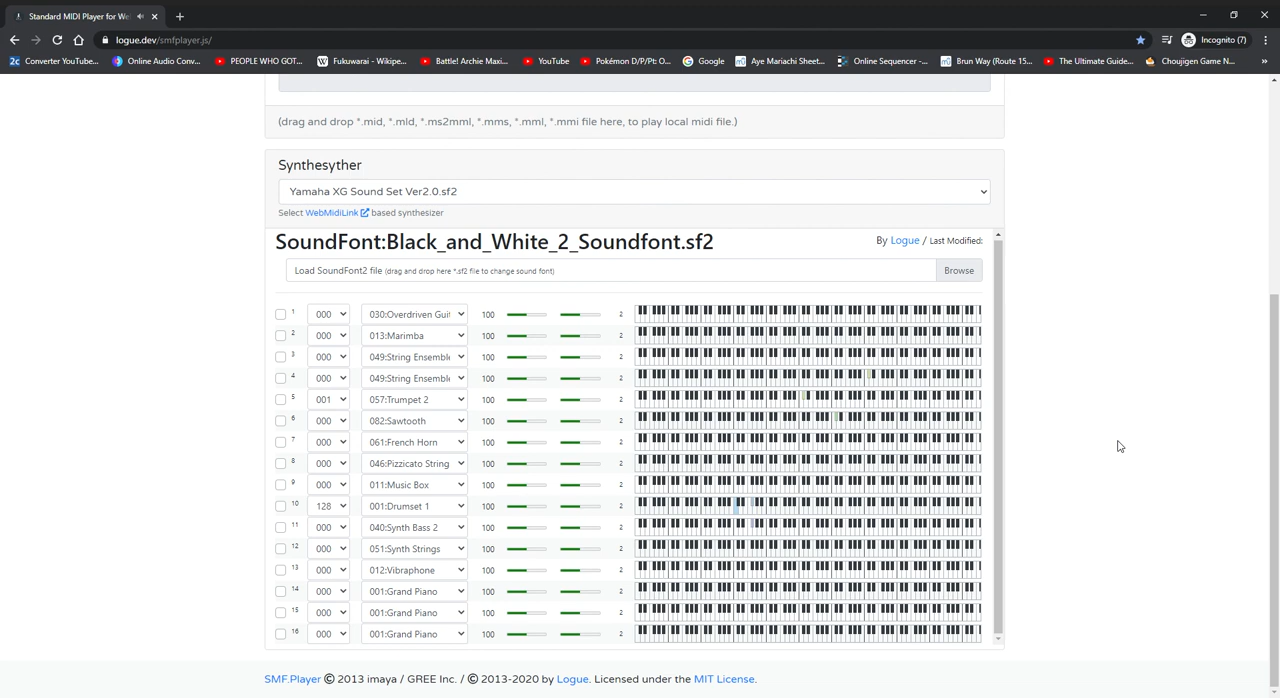 Standard MIDI Player for We
logue.dev/smfplayer.js/
Incognito (7)
Converter YouTube...
Online Audio Conv...
PEOPLE WHO GOT...
Fukuwarai - Wikipe...
Battle! Archie Maxi...
YouTube
Pokémon D/P/Pt: O...
Google
Aye Mariachi Sheet...
Online Sequencer -...
Brun Way (Route 15...
The Ultimate Guide...
Choujigen Game N...
(drag and drop *.mid, *.mld, *.ms2mml, *.mms, *.mml, *.mmi file here, to play local midi file.)
Synthesyther
Yamaha XG Sound Set Ver2.0.sf2
Select WebMidiLink based synthesizer
SoundFont:Black_and_White_2_Soundfont.sf2
By Logue / Last Modified:
Load SoundFont2 file (drag and drop here *.sf2 file to change sound font)
Browse
1 000 030:Overdriven Guit 100 2
2 000 013:Marimba 100 2
3 000 049:String Ensemble 100 2
4 000 049:String Ensemble 100 2
5 001 057:Trumpet 2 100 2
6 000 082:Sawtooth 100 2
7 000 061:French Horn 100 2
8 000 046:Pizzicato String 100 2
9 000 011:Music Box 100 2
10 128 001:Drumset 1 100 2
11 000 040:Synth Bass 2 100 2
12 000 051:Synth Strings 100 2
13 000 012:Vibraphone 100 2
14 000 001:Grand Piano 100 2
15 000 001:Grand Piano 100 2
16 000 001:Grand Piano 100 2
SMF.Player © 2013 imaya / GREE Inc. / © 2013-2020 by Logue. Licensed under the MIT License.